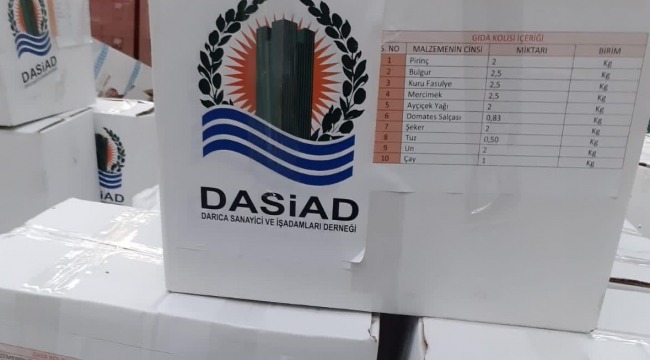 DASiAD
DARICA SANAYİCİ VE İŞADAMLARI DERNEĞİ
GIDA KOLİSİ İÇERİĞİ
S. NO MALZEMENİN CİNSİ MİKTARI BİRİM
1 Pirinç 2 Kg
2 Bulgur 2,5 Kg
3 Kuru Fasulye 2,5 Kg
4 Mercimek 2,5 Kg
5 Ayçiçek Yağı 2 Kg
6 Domates Salçası 0,83 Kg
7 Şeker 2 Kg
8 Tuz 0,50 Kg
9 Un 2 Kg
10 Çay 1 Kg
DASiAD